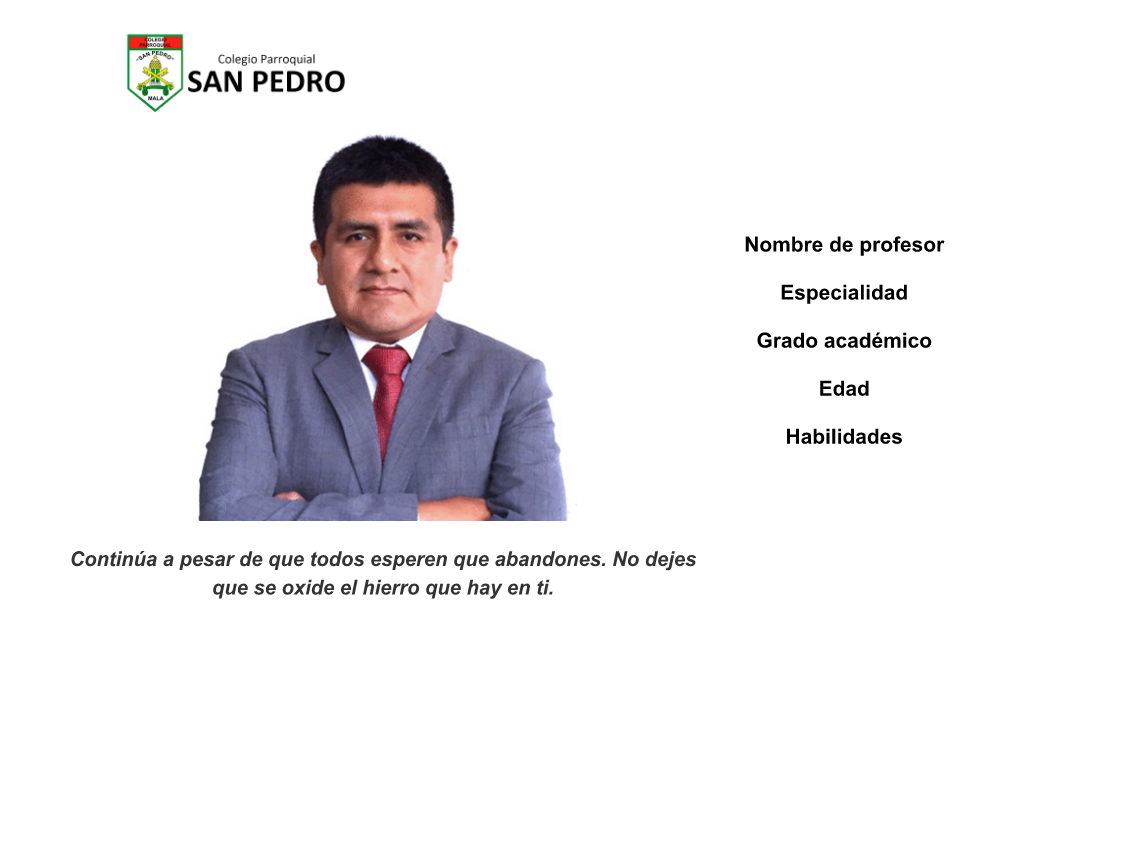 COLEGIO
PARROQUIAL
"SAN PEDRO"
MALA
Colegio Parroquial
SAN PEDRO
Nombre de profesor
Especialidad
Grado académico
Edad
Habilidades
Continúa a pesar de que todos esperen que abandones. No dejes
que se oxide el hierro que hay en ti.